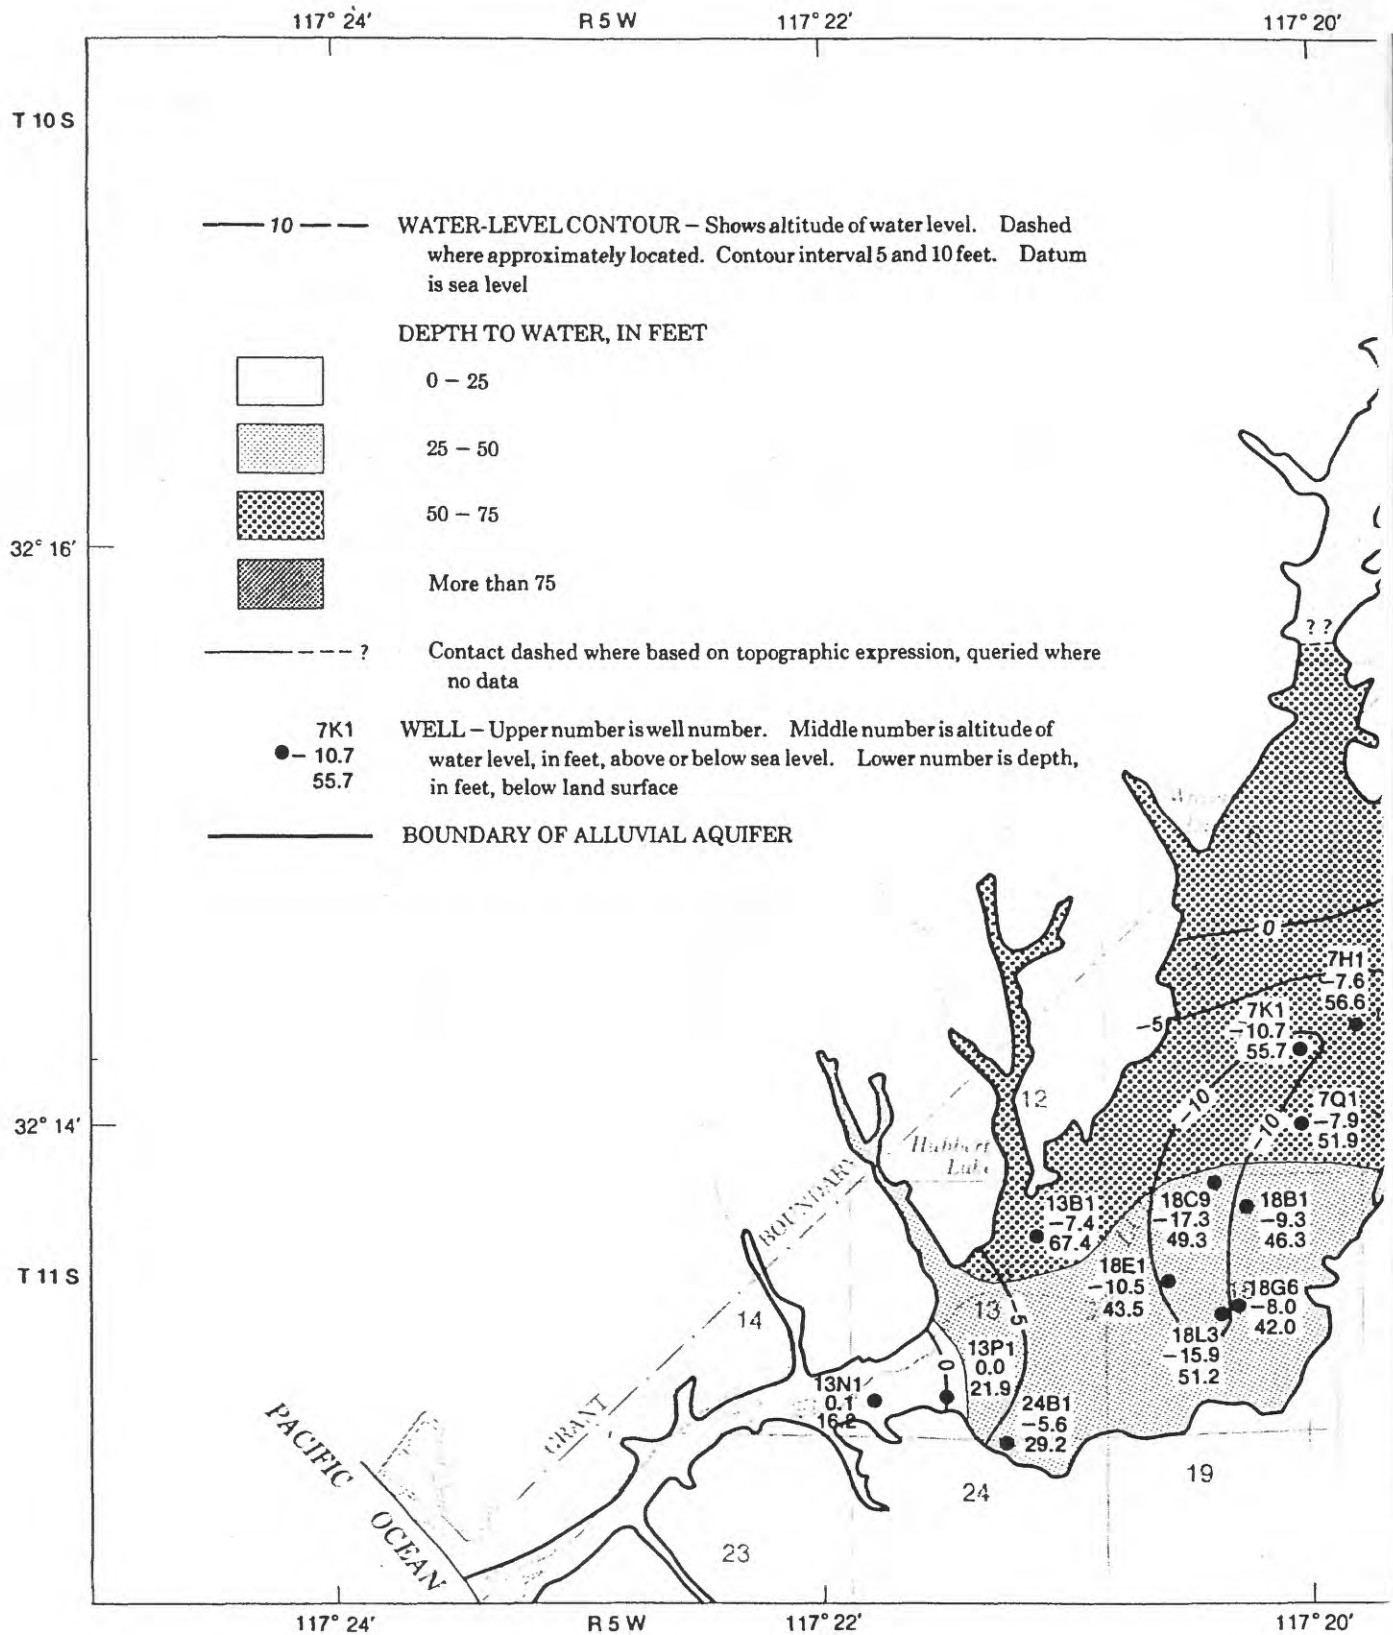 117° 24′ R 5 W 117° 22′ 117° 20′
T 10 S
10 WATER-LEVEL CONTOUR – Shows altitude of water level. Dashed
where approximately located. Contour interval 5 and 10 feet. Datum
is sea level
DEPTH TO WATER, IN FEET
0 – 25
25 – 50
50 – 75
More than 75
? Contact dashed where based on topographic expression, queried where
no data
7K1 WELL – Upper number is well number. Middle number is altitude of
– 10.7 water level, in feet, above or below sea level. Lower number is depth,
55.7 in feet, below land surface
BOUNDARY OF ALLUVIAL AQUIFER
32° 16′
? ?
0
7H1
–7.6
56.6
–5
7K1
–10.7
55.7
–10
–10
7Q1
–7.9
51.9
32° 14′
12
Hubbert
Lake
13B1
–7.4
67.4
18C9
–17.3
49.3
18B1
–9.3
46.3
T 11 S
18E1
–10.5
43.5
18G6
–8.0
42.0
18L3
–15.9
51.2
13
14
–5
0
13P1
0.0
21.9
13N1
0.1
16.2
24B1
–5.6
29.2
GRANT BOUNDARY
19
24
23
PACIFIC
OCEAN
117° 24′ R 5 W 117° 22′ 117° 20′